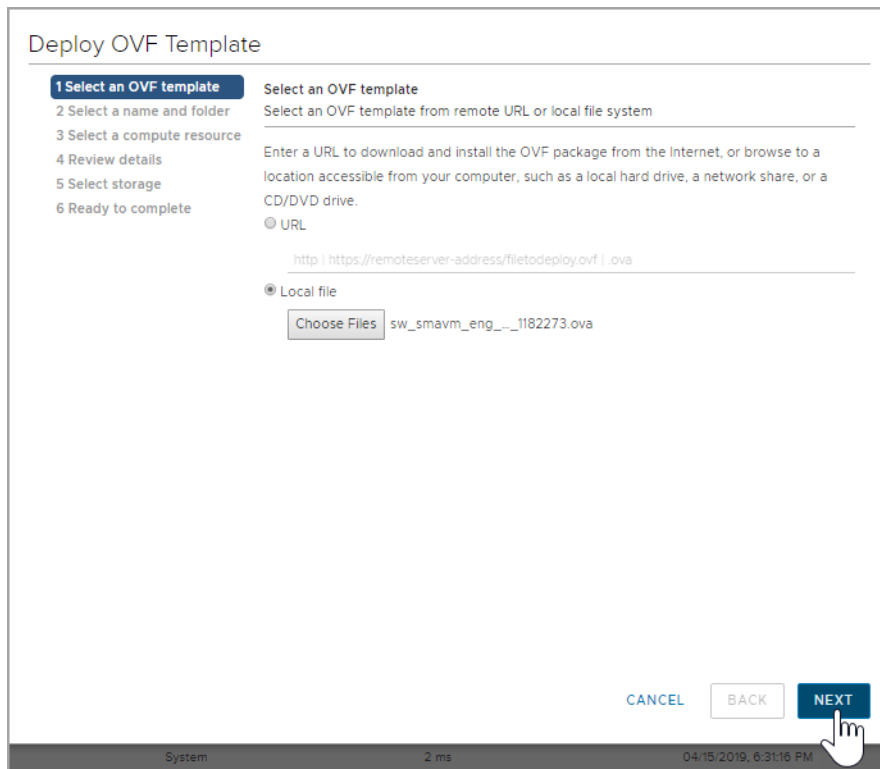 Deploy OVF Template
1 Select an OVF template
2 Select a name and folder
3 Select a compute resource
4 Review details
5 Select storage
6 Ready to complete
Select an OVF template
Select an OVF template from remote URL or local file system
Enter a URL to download and install the OVF package from the Internet, or browse to a
location accessible from your computer, such as a local hard drive, a network share, or a
CD/DVD drive.
URL
http | https://remoteserver-address/filetodeploy.ovf | .ova
Local file
Choose Files sw_smavm_eng_..._1182273.ova
CANCEL BACK NEXT
System 2 ms 04/15/2019, 6:31:16 PM